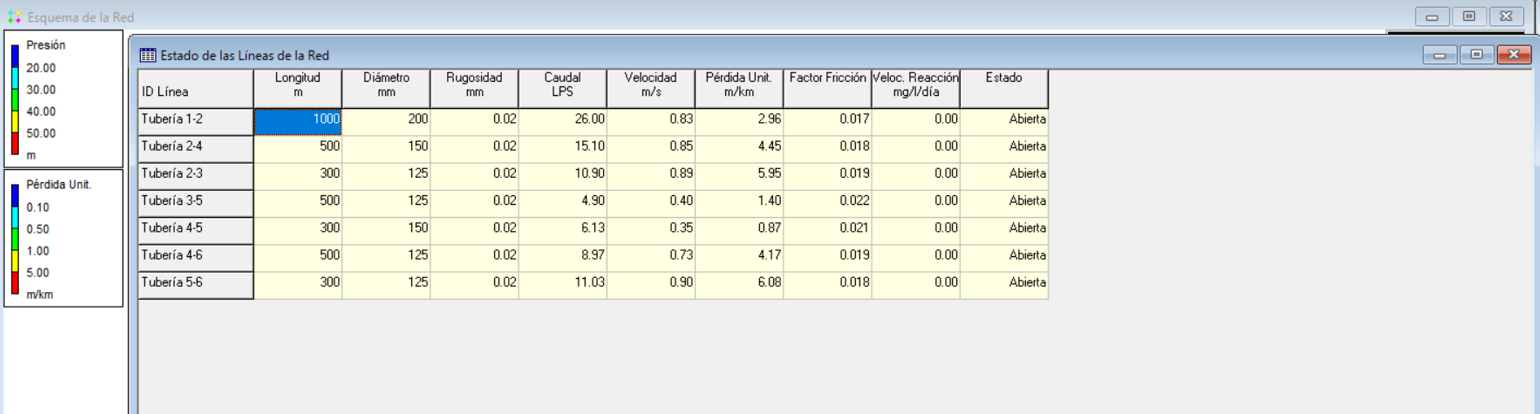 Esquema de la Red
Presión
20.00
30.00
40.00
50.00
m
Pérdida Unit.
0.10
0.50
1.00
5.00
m/km
Estado de las Líneas de la Red
ID Línea Longitud m Diámetro mm Rugosidad mm Caudal LPS Velocidad m/s Pérdida Unit. m/km Factor Fricción Veloc. Reacción mg/l/día Estado
Tubería 1-2 1000 200 0.02 26.00 0.83 2.96 0.017 0.00 Abierta
Tubería 2-4 500 150 0.02 15.10 0.85 4.45 0.018 0.00 Abierta
Tubería 2-3 300 125 0.02 10.90 0.89 5.95 0.019 0.00 Abierta
Tubería 3-5 500 125 0.02 4.90 0.40 1.40 0.022 0.00 Abierta
Tubería 4-5 300 150 0.02 6.13 0.35 0.87 0.021 0.00 Abierta
Tubería 4-6 500 125 0.02 8.97 0.73 4.17 0.019 0.00 Abierta
Tubería 5-6 300 125 0.02 11.03 0.90 6.08 0.018 0.00 Abierta